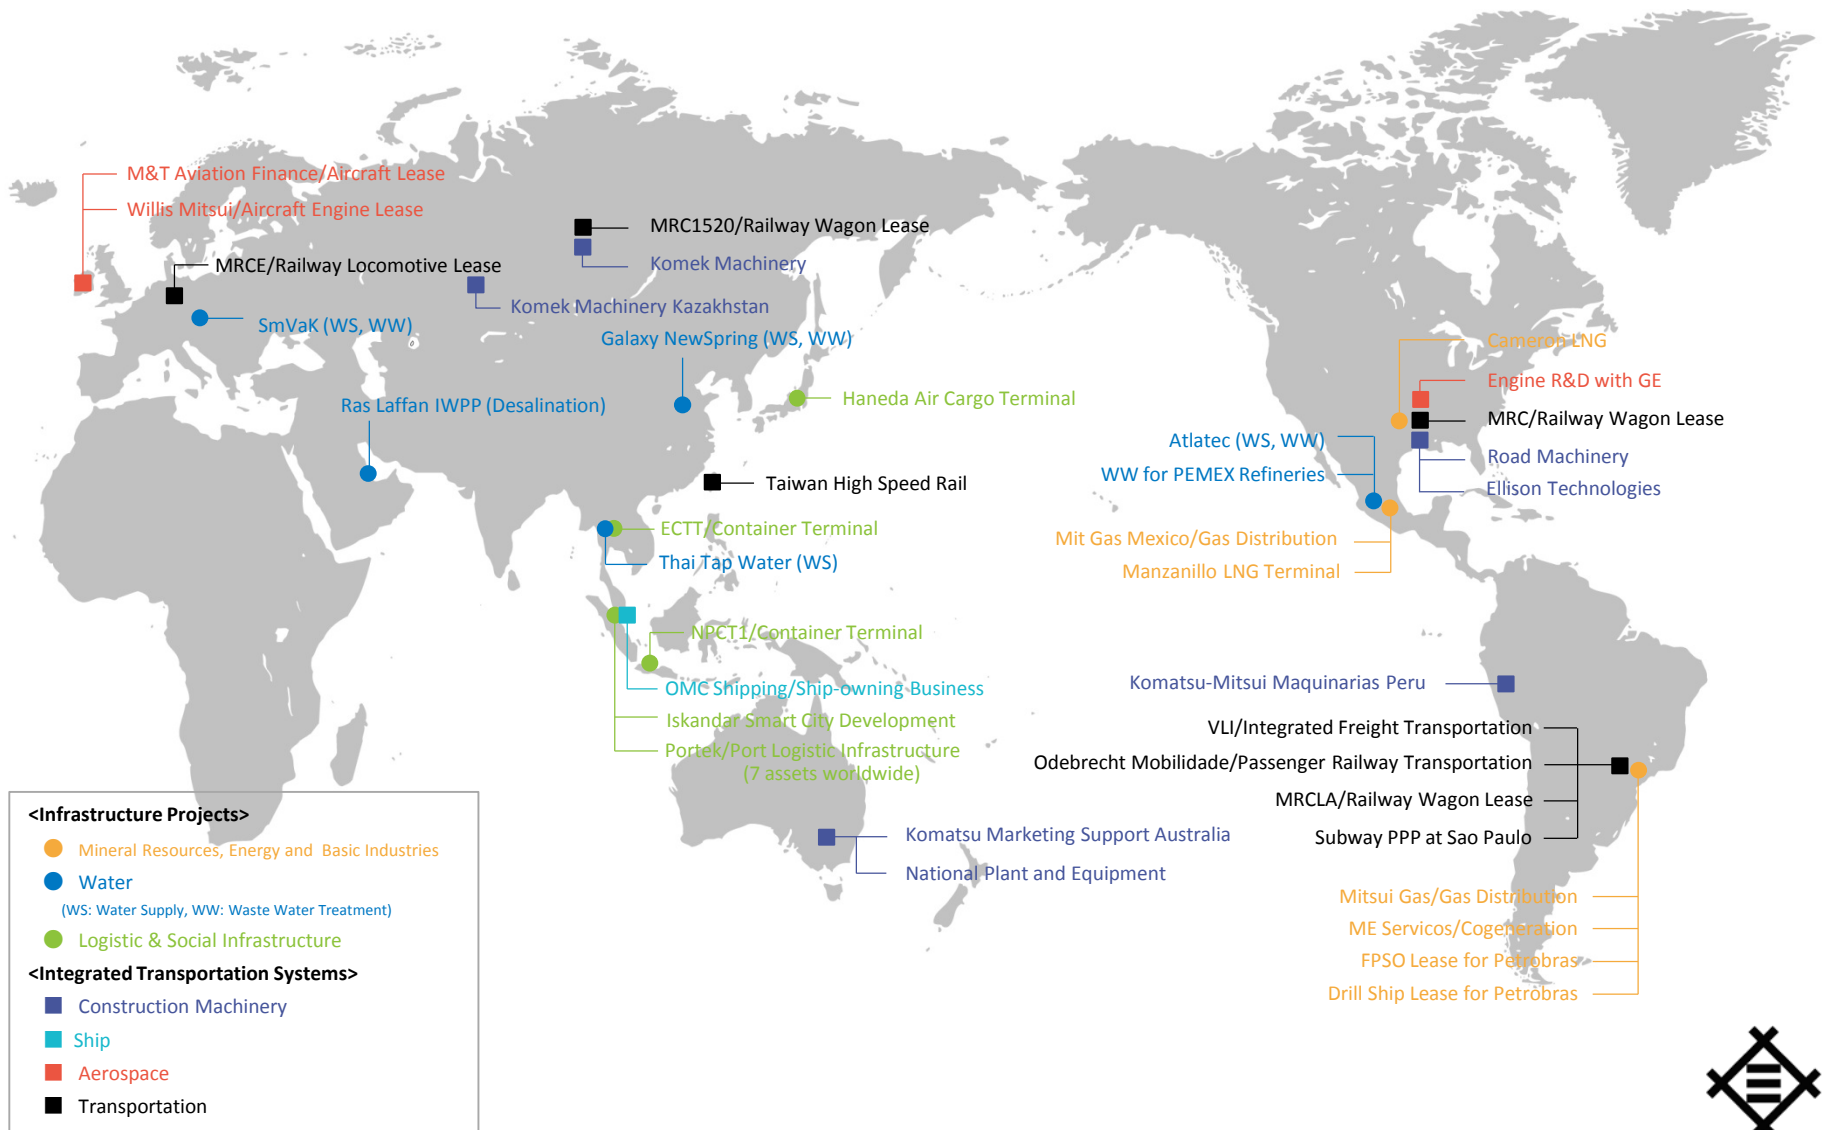 M&T Aviation Finance/Aircraft Lease
Willis Mitsui/Aircraft Engine Lease
MRCE/Railway Locomotive Lease
SmVaK (WS, WW)
MRC1520/Railway Wagon Lease
Komek Machinery
Komek Machinery Kazakhstan
Galaxy NewSpring (WS, WW)
Ras Laffan IWPP (Desalination)
Haneda Air Cargo Terminal
Taiwan High Speed Rail
ECTT/Container Terminal
Thai Tap Water (WS)
NPCT1/Container Terminal
OMC Shipping/Ship-owning Business
Iskandar Smart City Development
Portek/Port Logistic Infrastructure
(7 assets worldwide)
Komatsu Marketing Support Australia
National Plant and Equipment
Cameron LNG
Engine R&D with GE
MRC/Railway Wagon Lease
Road Machinery
Ellison Technologies
Atlatec (WS, WW)
WW for PEMEX Refineries
Mit Gas Mexico/Gas Distribution
Manzanillo LNG Terminal
Komatsu-Mitsui Maquinarias Peru
VLI/Integrated Freight Transportation
Odebrecht Mobilidade/Passenger Railway Transportation
MRCLA/Railway Wagon Lease
Subway PPP at Sao Paulo
Mitsui Gas/Gas Distribution
ME Servicos/Cogeneration
FPSO Lease for Petrobras
Drill Ship Lease for Petrobras
<Infrastructure Projects>
Mineral Resources, Energy and Basic Industries
Water
(WS: Water Supply, WW: Waste Water Treatment)
Logistic & Social Infrastructure
<Integrated Transportation Systems>
Construction Machinery
Ship
Aerospace
Transportation